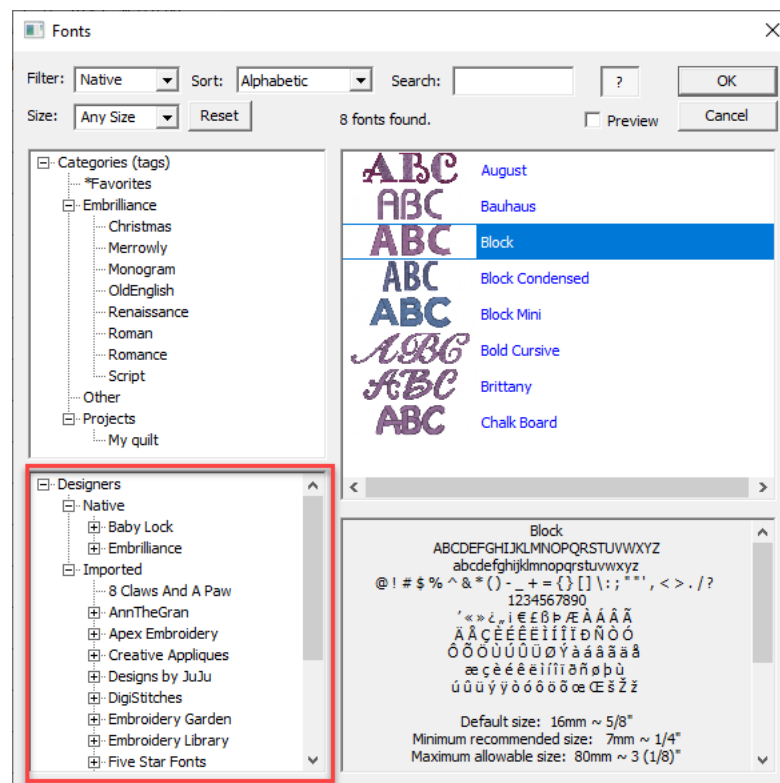 Fonts
Filter: Native Sort: Alphabetic Search: ? OK
Size: Any Size Reset 8 fonts found. Preview Cancel
Categories (tags)
*Favorites
Embrilliance
Christmas
Merrowly
Monogram
OldEnglish
Renaissance
Roman
Romance
Script
Other
Projects
My quilt
ABC August
ABC Bauhaus
ABC Block
ABC Block Condensed
ABC Block Mini
ABC Bold Cursive
ABC Brittany
ABC Chalk Board
Designers
Native
Baby Lock
Embrilliance
Imported
8 Claws And A Paw
AnnTheGran
Apex Embroidery
Creative Appliques
Designs by JuJu
DigiStitches
Embroidery Garden
Embroidery Library
Five Star Fonts
Block
ABCDEFGHIJKLMNOPQRSTUVWXYZ
abcdefghijklmnopqrstuvwxyz
@ ! # $ % ^ & * ( ) - _ + = { } [ ] \ : ; " " ' , < > . / ?
1234567890
´ « » ¿ „ ¡ € £ ß Þ Æ À Á Â Ã
Ä Å Ç È É Ê Ë Ì Í Î Ï Ð Ñ Ò Ó
Ô Õ Ö Ù Ú Û Ü Ø Ý à á â ã ä å
æ ç è é ê ë ì í î ï ð ñ ø þ ù
ú û ü ý ÿ ò ó ô ö õ œ Œ š Ž ž
Default size: 16mm ~ 5/8"
Minimum recommended size: 7mm ~ 1/4"
Maximum allowable size: 80mm ~ 3 (1/8)"